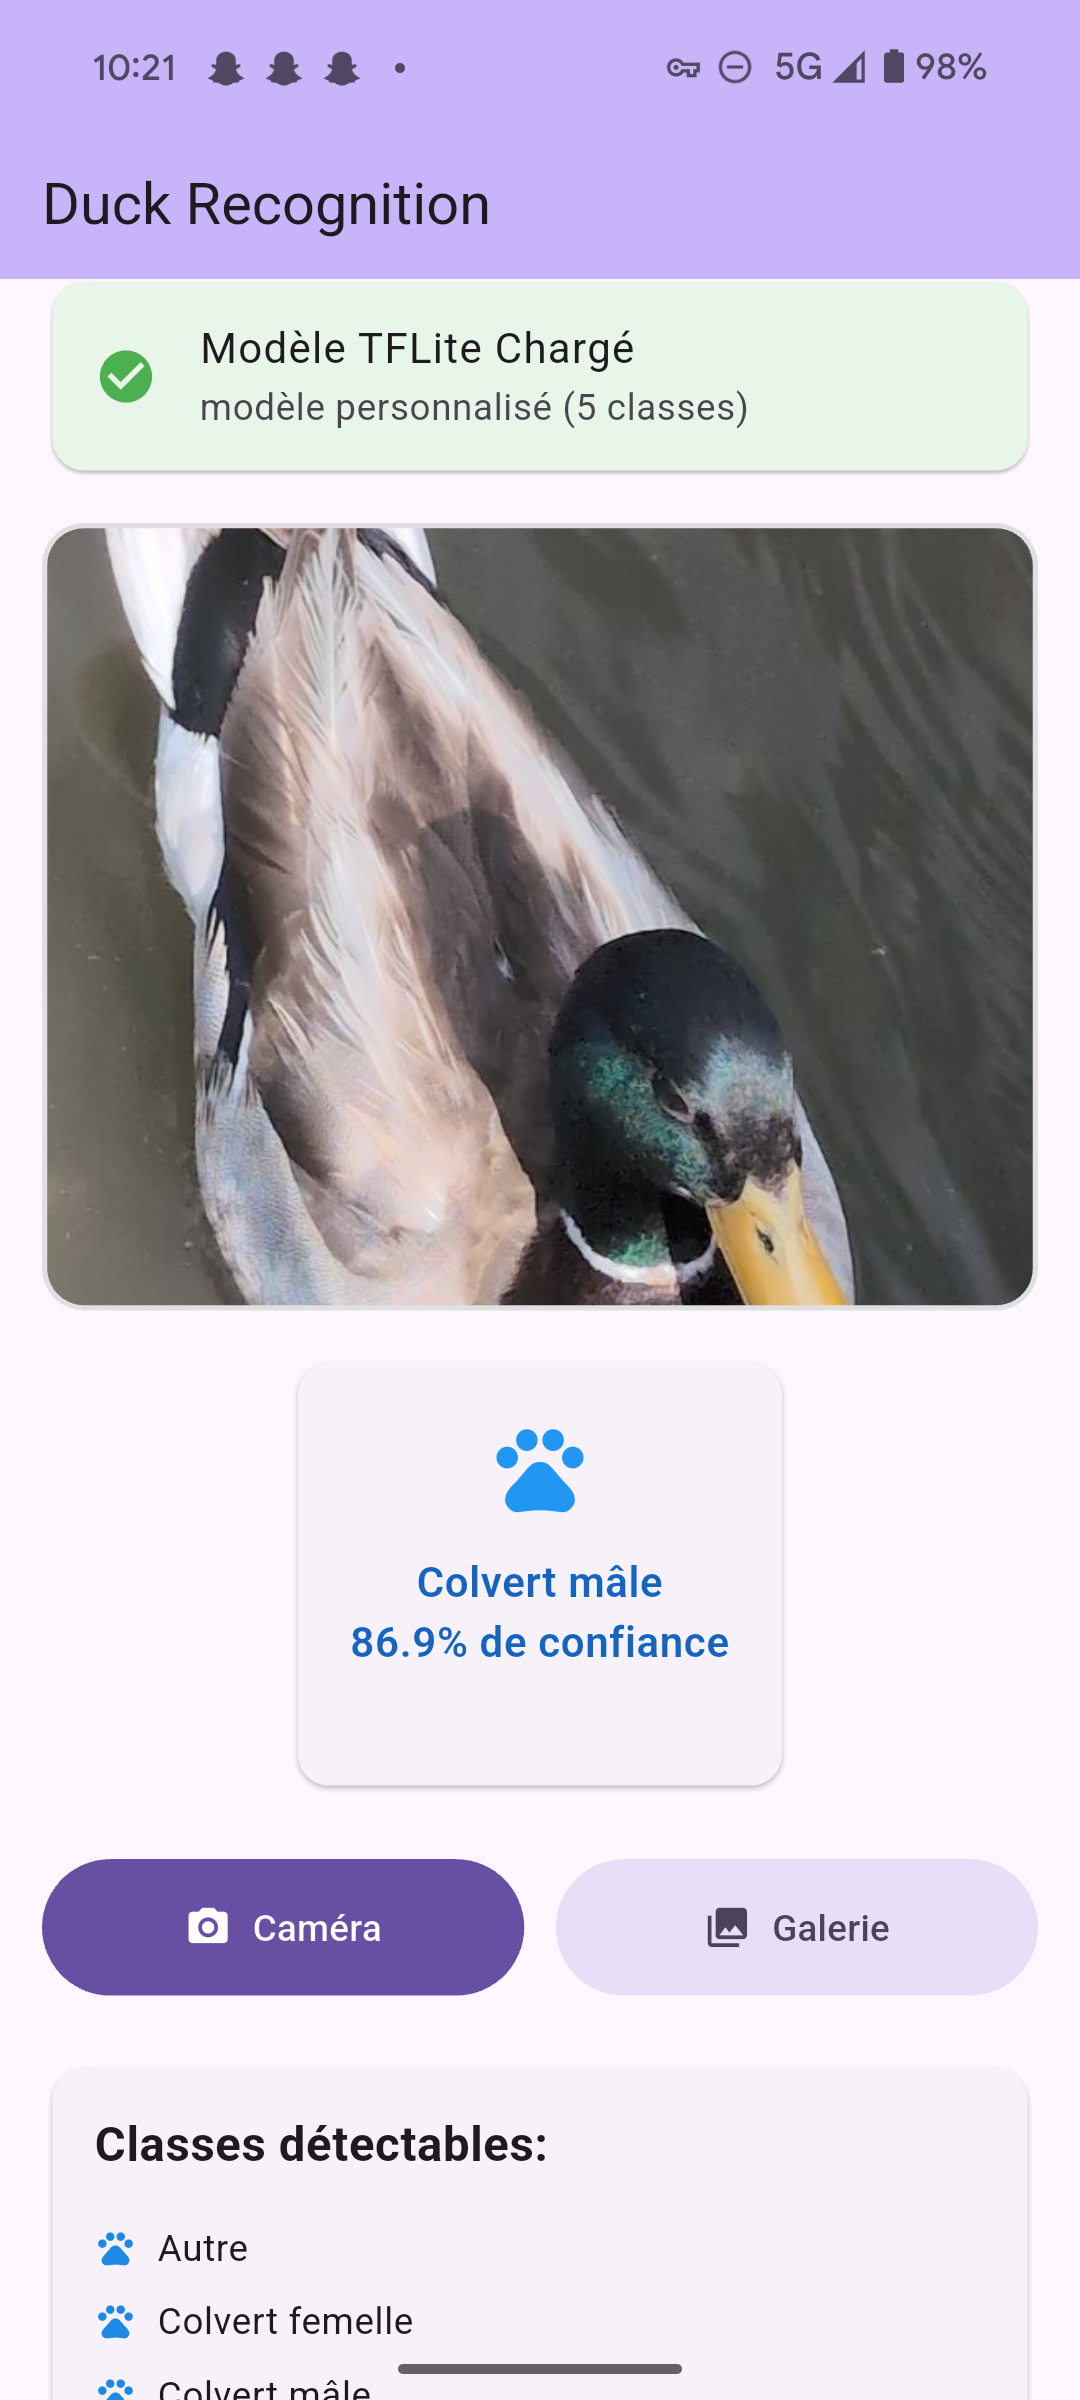 10:21 5G 98%
Duck Recognition
Modèle TFLite Chargé
modèle personnalisé (5 classes)
Colvert mâle
86.9% de confiance
Caméra Galerie
Classes détectables:
Autre
Colvert femelle
Colvert mâle